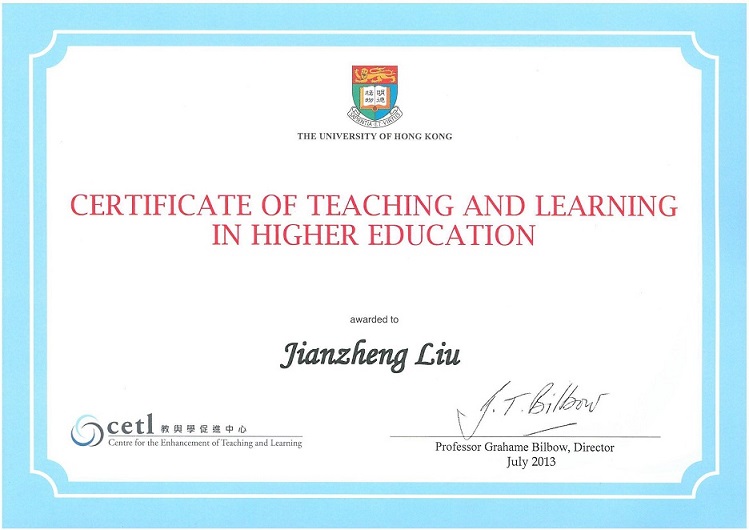 明德
格物
SAPIENTIA ET VIRTUS
THE UNIVERSITY OF HONG KONG
CERTIFICATE OF TEACHING AND LEARNING
IN HIGHER EDUCATION
awarded to
Jianzheng Liu
J. T. Bilbow
cetl 教與學促進中心
Centre for the Enhancement of Teaching and Learning
Professor Grahame Bilbow, Director
July 2013